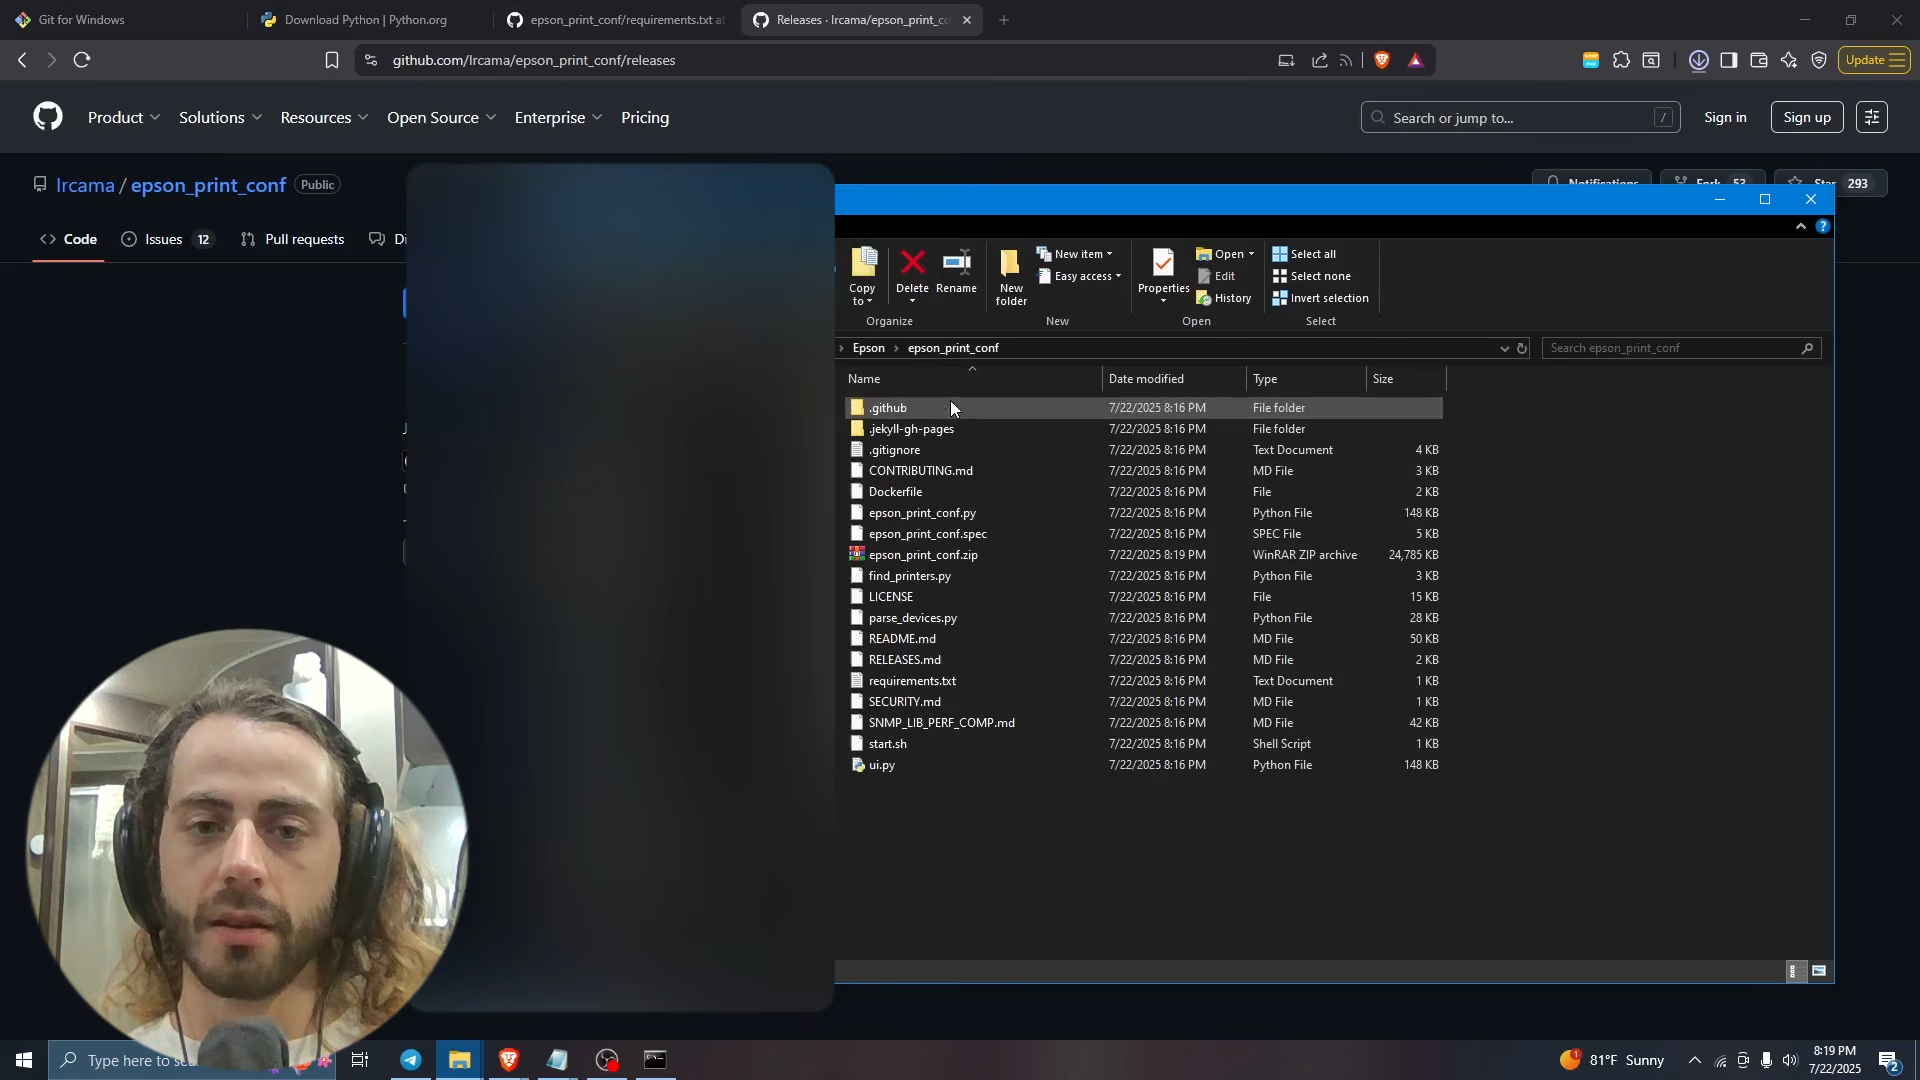 Git for Windows
Download Python | Python.org
epson_print_conf/requirements.txt at
Releases · Ircama/epson_print_co
github.com/Ircama/epson_print_conf/releases
Update
Product
Solutions
Resources
Open Source
Enterprise
Pricing
Search or jump to...
/
Sign in
Sign up
Ircama / epson_print_conf
Public
Notifications
Fork 53
Star 293
Code
Issues 12
Pull requests
Di
Copy to
Delete
Rename
New folder
New item
Easy access
Properties
Open
Edit
History
Select all
Select none
Invert selection
Organize
New
Open
Select
Epson
epson_print_conf
Search epson_print_conf
Name Date modified Type Size
.github 7/22/2025 8:16 PM File folder
.jekyll-gh-pages 7/22/2025 8:16 PM File folder
.gitignore 7/22/2025 8:16 PM Text Document 4 KB
CONTRIBUTING.md 7/22/2025 8:16 PM MD File 3 KB
Dockerfile 7/22/2025 8:16 PM File 2 KB
epson_print_conf.py 7/22/2025 8:16 PM Python File 148 KB
epson_print_conf.spec 7/22/2025 8:16 PM SPEC File 5 KB
epson_print_conf.zip 7/22/2025 8:19 PM WinRAR ZIP archive 24,785 KB
find_printers.py 7/22/2025 8:16 PM Python File 3 KB
LICENSE 7/22/2025 8:16 PM File 15 KB
parse_devices.py 7/22/2025 8:16 PM Python File 28 KB
README.md 7/22/2025 8:16 PM MD File 50 KB
RELEASES.md 7/22/2025 8:16 PM MD File 2 KB
requirements.txt 7/22/2025 8:16 PM Text Document 1 KB
SECURITY.md 7/22/2025 8:16 PM MD File 1 KB
SNMP_LIB_PERF_COMP.md 7/22/2025 8:16 PM MD File 42 KB
start.sh 7/22/2025 8:16 PM Shell Script 1 KB
ui.py 7/22/2025 8:16 PM Python File 148 KB
Type here to se
81°F Sunny
8:19 PM
7/22/2025
2